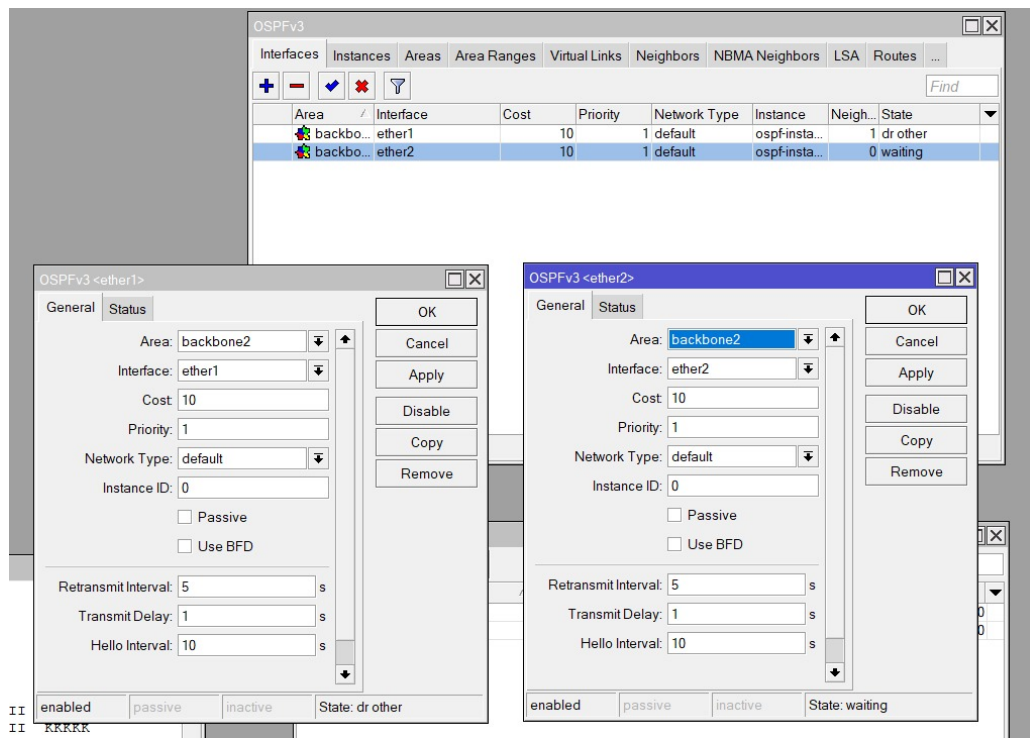 OSPFv3
Interfaces Instances Areas Area Ranges Virtual Links Neighbors NBMA Neighbors LSA Routes ...
Find
Area Interface Cost Priority Network Type Instance Neigh... State
backbo... ether1 10 1 default ospf-insta... 1 dr other
backbo... ether2 10 1 default ospf-insta... 0 waiting
OSPFv3 <ether1>
General Status
Area: backbone2
Interface: ether1
Cost: 10
Priority: 1
Network Type: default
Instance ID: 0
Passive
Use BFD
Retransmit Interval: 5 s
Transmit Delay: 1 s
Hello Interval: 10 s
OK
Cancel
Apply
Disable
Copy
Remove
enabled passive inactive State: dr other
OSPFv3 <ether2>
General Status
Area: backbone2
Interface: ether2
Cost: 10
Priority: 1
Network Type: default
Instance ID: 0
Passive
Use BFD
Retransmit Interval: 5 s
Transmit Delay: 1 s
Hello Interval: 10 s
OK
Cancel
Apply
Disable
Copy
Remove
enabled passive inactive State: waiting
0
0
II
II KKKKK